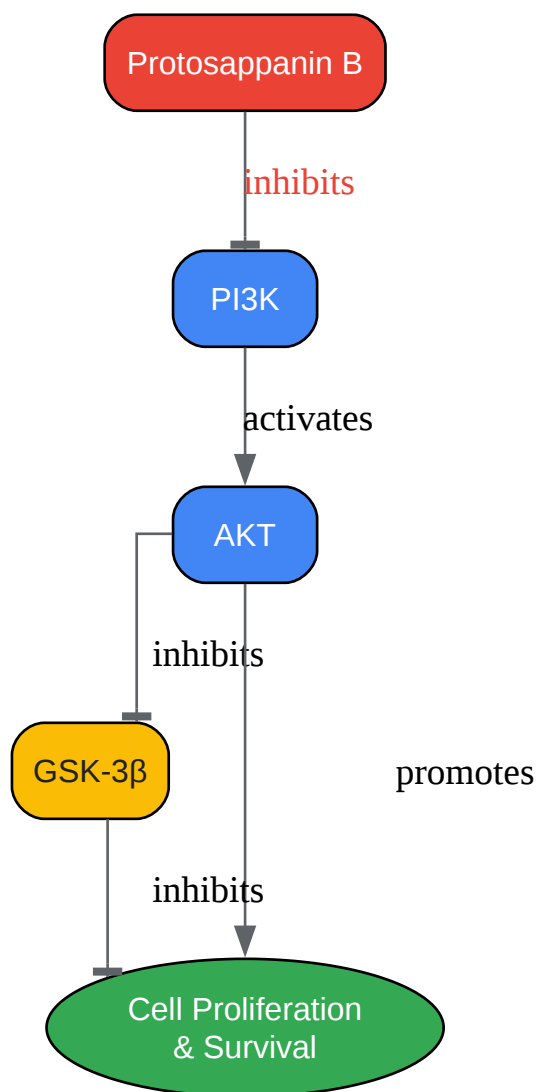 Protosappanin B
inhibits
PI3K
activates
AKT
inhibits
GSK-3β
promotes
inhibits
Cell Proliferation
& Survival